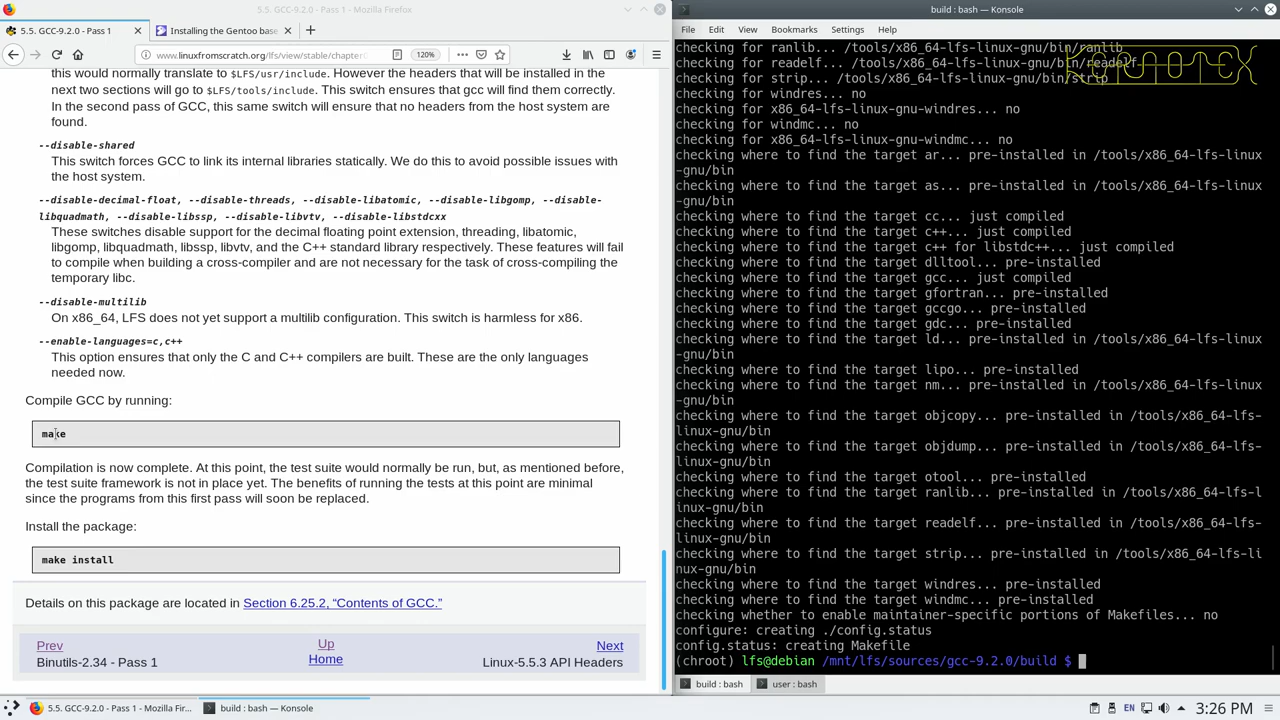 5.5. GCC-9.2.0 - Pass 1 - Mozilla Firefox
5.5. GCC-9.2.0 - Pass 1
Installing the Gentoo base
www.linuxfromscratch.org/lfs/view/stable/chapter
120%
this would normally translate to $LFS/usr/include. However the headers that will be installed in the
next two sections will go to $LFS/tools/include. This switch ensures that gcc will find them correctly.
In the second pass of GCC, this same switch will ensure that no headers from the host system are
found.
--disable-shared
This switch forces GCC to link its internal libraries statically. We do this to avoid possible issues with
the host system.
--disable-decimal-float, --disable-threads, --disable-libatomic, --disable-libgomp, --disable-
libquadmath, --disable-libssp, --disable-libvtv, --disable-libstdcxx
These switches disable support for the decimal floating point extension, threading, libatomic,
libgomp, libquadmath, libssp, libvtv, and the C++ standard library respectively. These features will fail
to compile when building a cross-compiler and are not necessary for the task of cross-compiling the
temporary libc.
--disable-multilib
On x86_64, LFS does not yet support a multilib configuration. This switch is harmless for x86.
--enable-languages=c,c++
This option ensures that only the C and C++ compilers are built. These are the only languages
needed now.
Compile GCC by running:
make
Compilation is now complete. At this point, the test suite would normally be run, but, as mentioned before,
the test suite framework is not in place yet. The benefits of running the tests at this point are minimal
since the programs from this first pass will soon be replaced.
Install the package:
make install
Details on this package are located in Section 6.25.2, “Contents of GCC.”
Prev
Up
Next
Binutils-2.34 - Pass 1
Home
Linux-5.5.3 API Headers
build : bash — Konsole
File Edit View Bookmarks Settings Help
checking for ranlib... /tools/x86_64-lfs-linux-gnu/bin/ranlib
checking for readelf... /tools/x86_64-lfs-linux-gnu/bin/readelf
checking for strip... /tools/x86_64-lfs-linux-gnu/bin/strip
checking for windres... no
checking for x86_64-lfs-linux-gnu-windres... no
checking for windmc... no
checking for x86_64-lfs-linux-gnu-windmc... no
checking where to find the target ar... pre-installed in /tools/x86_64-lfs-linux
-gnu/bin
checking where to find the target as... pre-installed in /tools/x86_64-lfs-linux
-gnu/bin
checking where to find the target cc... just compiled
checking where to find the target c++... just compiled
checking where to find the target c++ for libstdc++... just compiled
checking where to find the target dlltool... pre-installed
checking where to find the target gcc... just compiled
checking where to find the target gfortran... pre-installed
checking where to find the target gccgo... pre-installed
checking where to find the target gdc... pre-installed
checking where to find the target ld... pre-installed in /tools/x86_64-lfs-linux
-gnu/bin
checking where to find the target lipo... pre-installed
checking where to find the target nm... pre-installed in /tools/x86_64-lfs-linux
-gnu/bin
checking where to find the target objcopy... pre-installed in /tools/x86_64-lfs-
linux-gnu/bin
checking where to find the target objdump... pre-installed in /tools/x86_64-lfs-
linux-gnu/bin
checking where to find the target otool... pre-installed
checking where to find the target ranlib... pre-installed in /tools/x86_64-lfs-l
inux-gnu/bin
checking where to find the target readelf... pre-installed in /tools/x86_64-lfs-
linux-gnu/bin
checking where to find the target strip... pre-installed in /tools/x86_64-lfs-li
nux-gnu/bin
checking where to find the target windres... pre-installed
checking where to find the target windmc... pre-installed
checking whether to enable maintainer-specific portions of Makefiles... no
configure: creating ./config.status
config.status: creating Makefile
(chroot) lfs@debian /mnt/lfs/sources/gcc-9.2.0/build $
build : bash
user : bash
5.5. GCC-9.2.0 - Pass 1 - Mozilla Fir...
build : bash — Konsole
EN
3:26 PM